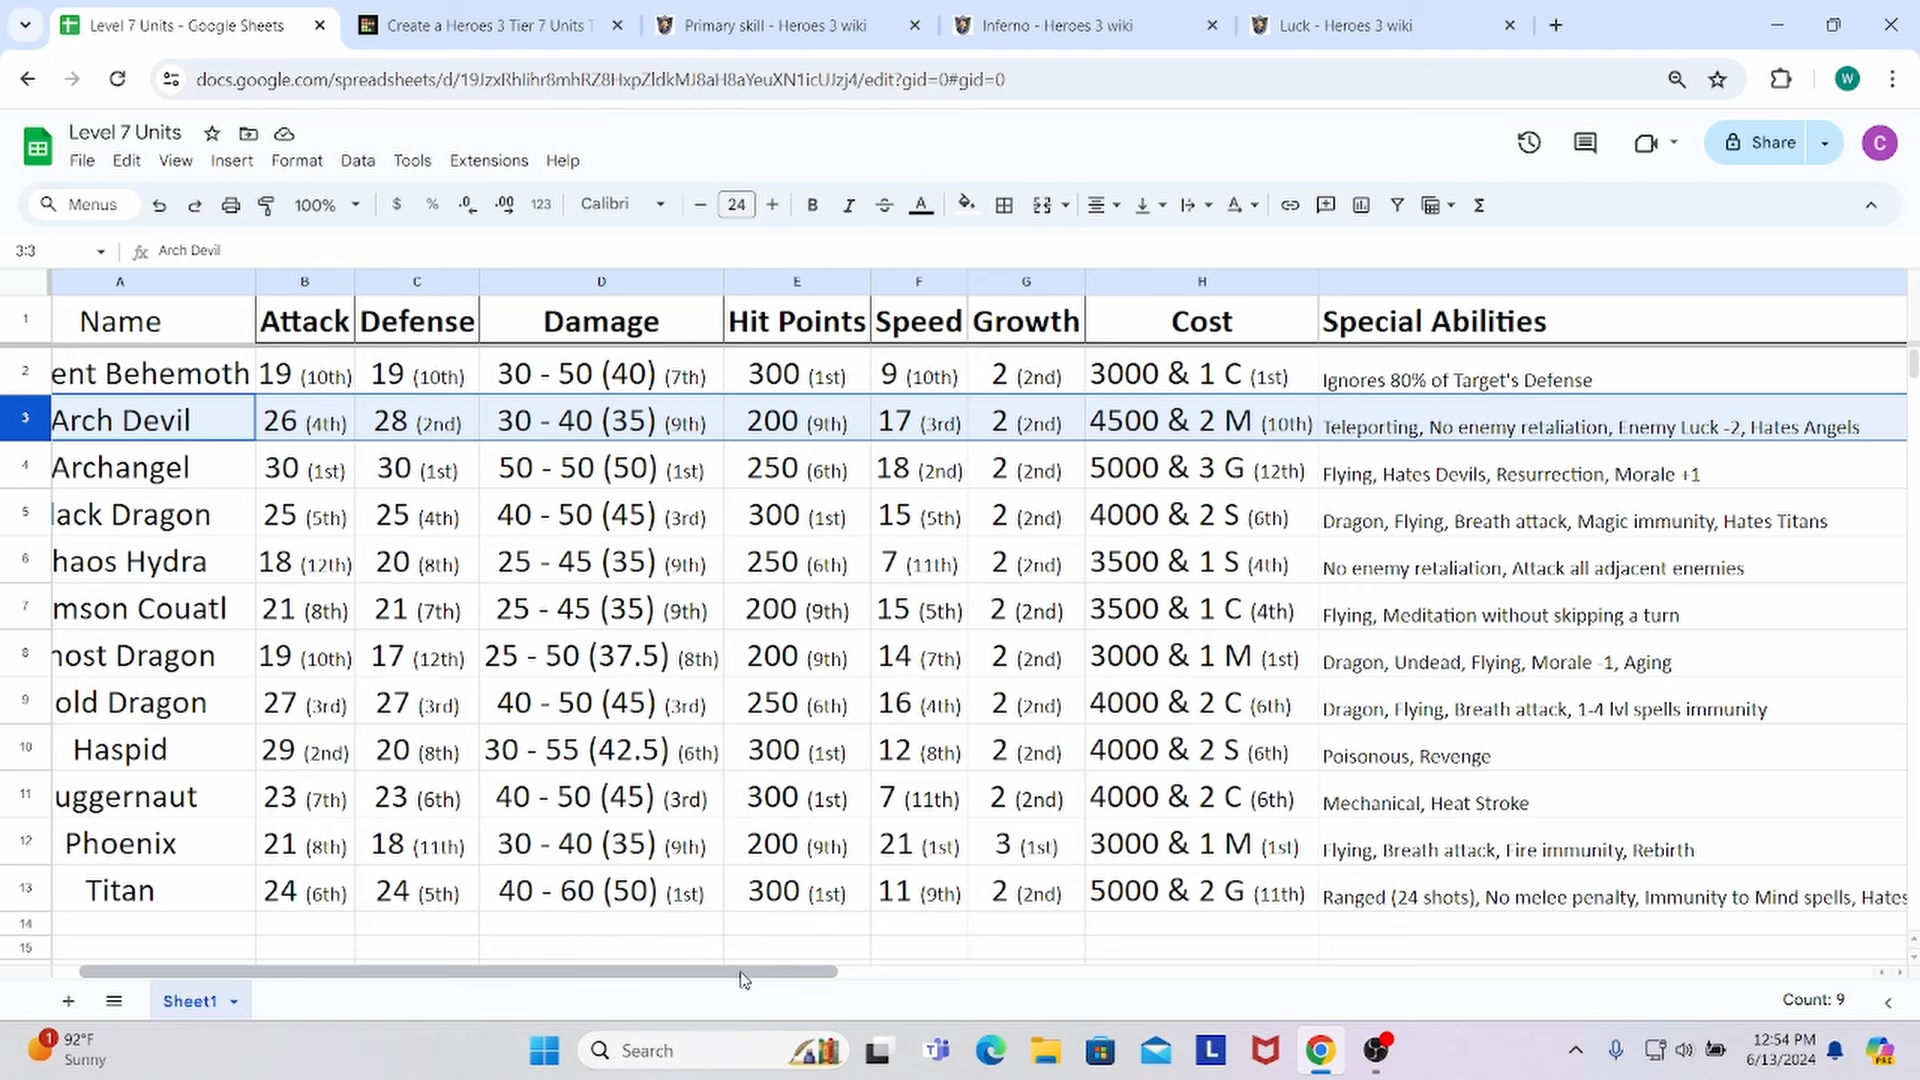 Level 7 Units - Google Sheets
Create a Heroes 3 Tier 7 Units T
Primary skill - Heroes 3 wiki
Inferno - Heroes 3 wiki
Luck - Heroes 3 wiki
W
Level 7 Units
File Edit View Insert Format Data Tools Extensions Help
Share
C
Menus 100% $ % .0 .00 123 Calibri 24 B I A
3:3 fx Arch Devil
A B C D E F G H
1 Name Attack Defense Damage Hit Points Speed Growth Cost Special Abilities
2 ent Behemoth 19 (10th) 19 (10th) 30 - 50 (40) (7th) 300 (1st) 9 (10th) 2 (2nd) 3000 & 1 C (1st) Ignores 80% of Target's Defense
3 Arch Devil 26 (4th) 28 (2nd) 30 - 40 (35) (9th) 200 (9th) 17 (3rd) 2 (2nd) 4500 & 2 M (10th) Teleporting, No enemy retaliation, Enemy Luck -2, Hates Angels
4 Archangel 30 (1st) 30 (1st) 50 - 50 (50) (1st) 250 (6th) 18 (2nd) 2 (2nd) 5000 & 3 G (12th) Flying, Hates Devils, Resurrection, Morale +1
5 lack Dragon 25 (5th) 25 (4th) 40 - 50 (45) (3rd) 300 (1st) 15 (5th) 2 (2nd) 4000 & 2 S (6th) Dragon, Flying, Breath attack, Magic immunity, Hates Titans
6 haos Hydra 18 (12th) 20 (8th) 25 - 45 (35) (9th) 250 (6th) 7 (11th) 2 (2nd) 3500 & 1 S (4th) No enemy retaliation, Attack all adjacent enemies
7 mson Couatl 21 (8th) 21 (7th) 25 - 45 (35) (9th) 200 (9th) 15 (5th) 2 (2nd) 3500 & 1 C (4th) Flying, Meditation without skipping a turn
8 host Dragon 19 (10th) 17 (12th) 25 - 50 (37.5) (8th) 200 (9th) 14 (7th) 2 (2nd) 3000 & 1 M (1st) Dragon, Undead, Flying, Morale -1, Aging
9 old Dragon 27 (3rd) 27 (3rd) 40 - 50 (45) (3rd) 250 (6th) 16 (4th) 2 (2nd) 4000 & 2 C (6th) Dragon, Flying, Breath attack, 1-4 lvl spells immunity
10 Haspid 29 (2nd) 20 (8th) 30 - 55 (42.5) (6th) 300 (1st) 12 (8th) 2 (2nd) 4000 & 2 S (6th) Poisonous, Revenge
11 uggernaut 23 (7th) 23 (6th) 40 - 50 (45) (3rd) 300 (1st) 7 (11th) 2 (2nd) 4000 & 2 C (6th) Mechanical, Heat Stroke
12 Phoenix 21 (8th) 18 (11th) 30 - 40 (35) (9th) 200 (9th) 21 (1st) 3 (1st) 3000 & 1 M (1st) Flying, Breath attack, Fire immunity, Rebirth
13 Titan 24 (6th) 24 (5th) 40 - 60 (50) (1st) 300 (1st) 11 (9th) 2 (2nd) 5000 & 2 G (11th) Ranged (24 shots), No melee penalty, Immunity to Mind spells, Hates
14
15
Sheet1 Count: 9
1 92°F
Sunny
Search
L
12:54 PM
6/13/2024